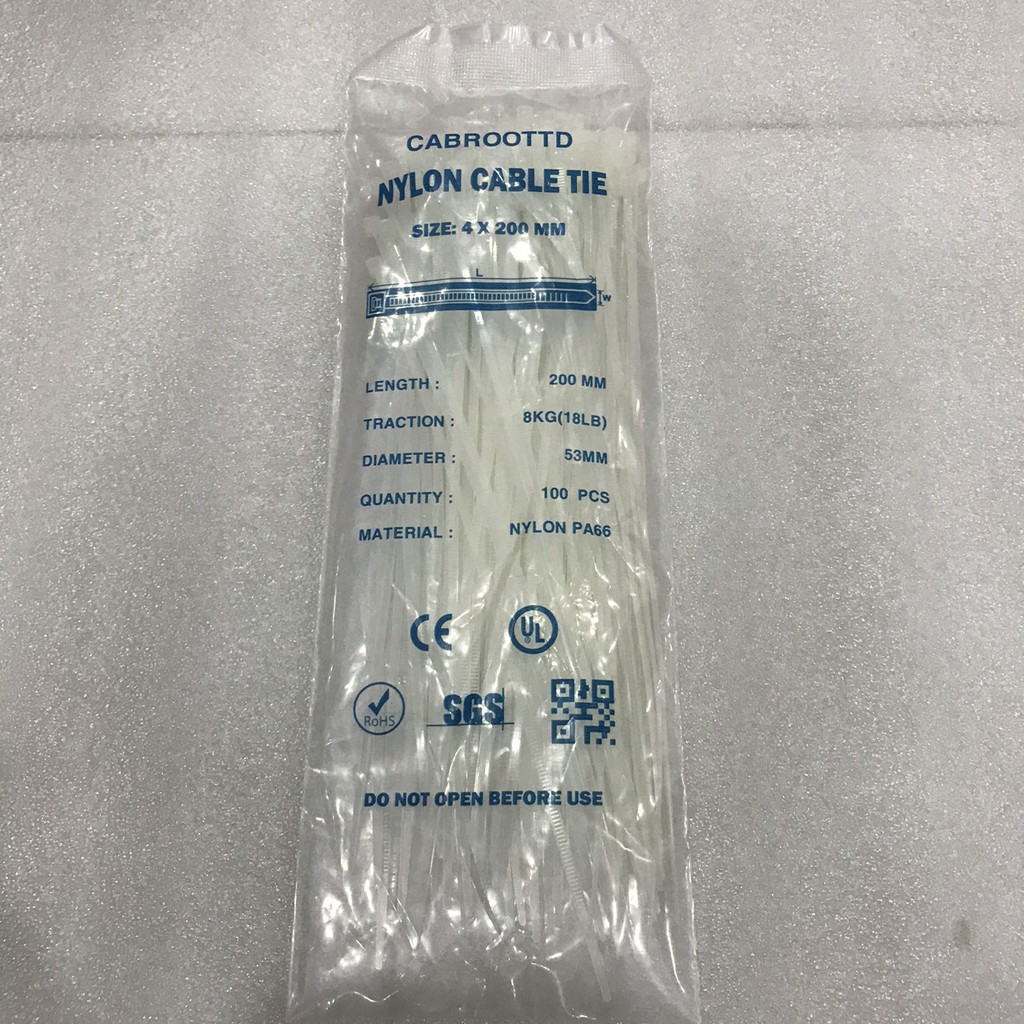 CABROOTTD
NYLON CABLE TIE
SIZE: 4 X 200 MM
L
W
LENGTH : 200 MM
TRACTION : 8KG(18LB)
DIAMETER : 53MM
QUANTITY : 100 PCS
MATERIAL : NYLON PA66
CE UL
RoHS SGS
DO NOT OPEN BEFORE USE